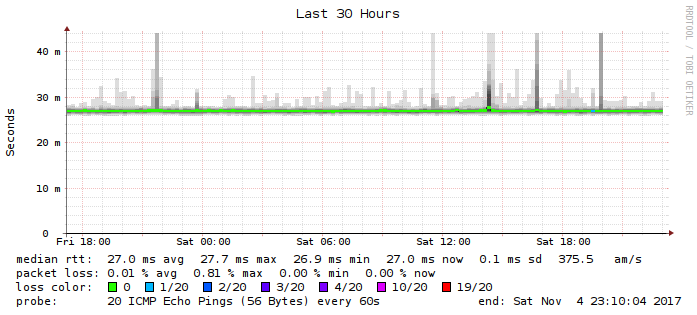 Last 30 Hours
RRDTOOL / TOBI OETIKER
Seconds
40 m
30 m
20 m
10 m
0
Fri 18:00 Sat 00:00 Sat 06:00 Sat 12:00 Sat 18:00
median rtt: 27.0 ms avg 27.7 ms max 26.9 ms min 27.0 ms now 0.1 ms sd 375.5 am/s
packet loss: 0.01 % avg 0.81 % max 0.00 % min 0.00 % now
loss color: 0 1/20 2/20 3/20 4/20 10/20 19/20
probe: 20 ICMP Echo Pings (56 Bytes) every 60s end: Sat Nov 4 23:10:04 2017